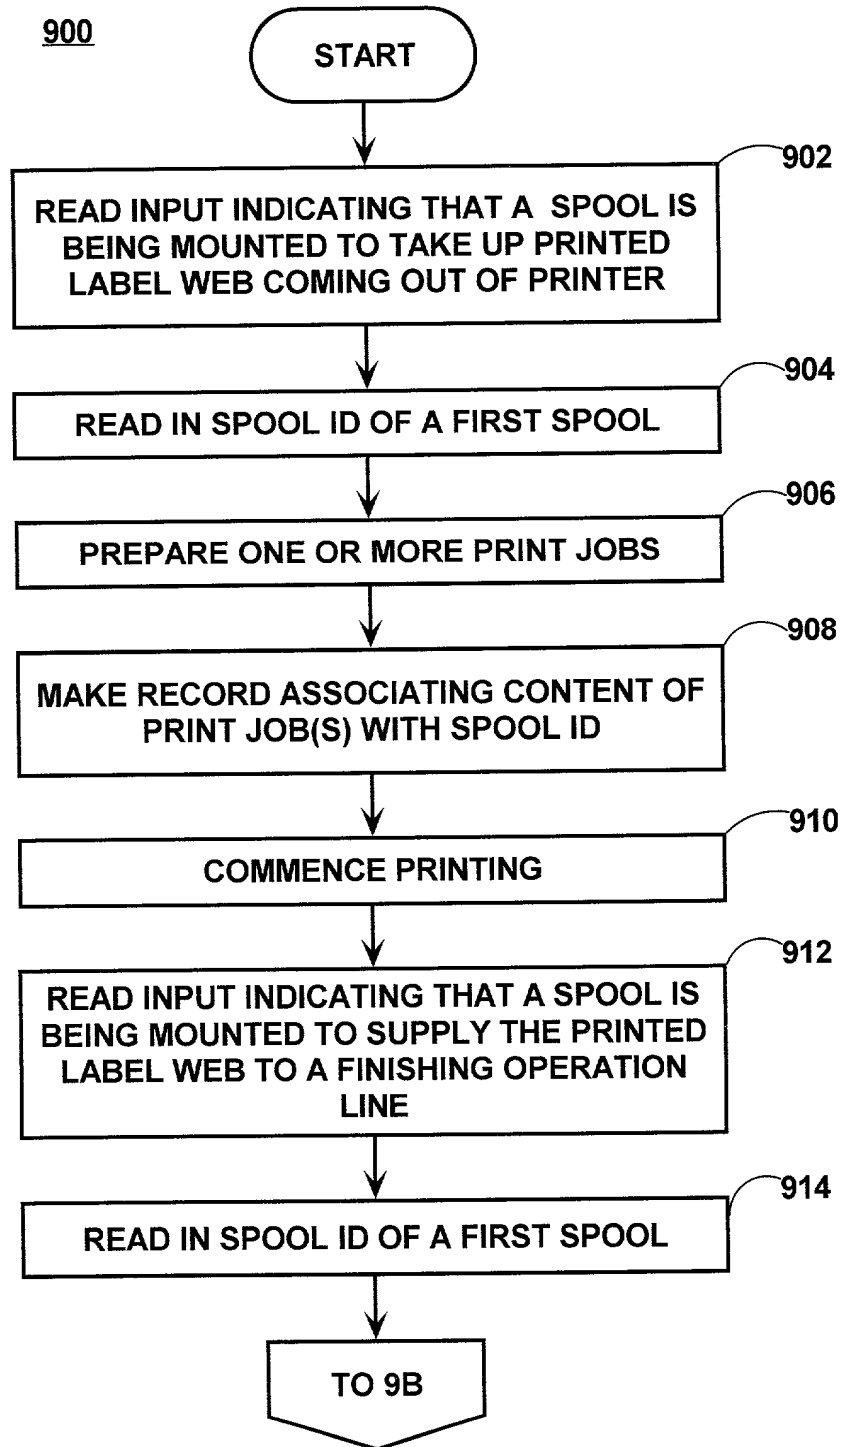 900
START
902
READ INPUT INDICATING THAT A SPOOL IS
BEING MOUNTED TO TAKE UP PRINTED
LABEL WEB COMING OUT OF PRINTER
904
READ IN SPOOL ID OF A FIRST SPOOL
906
PREPARE ONE OR MORE PRINT JOBS
908
MAKE RECORD ASSOCIATING CONTENT OF
PRINT JOB(S) WITH SPOOL ID
910
COMMENCE PRINTING
912
READ INPUT INDICATING THAT A SPOOL IS
BEING MOUNTED TO SUPPLY THE PRINTED
LABEL WEB TO A FINISHING OPERATION
LINE
914
READ IN SPOOL ID OF A FIRST SPOOL
TO 9B